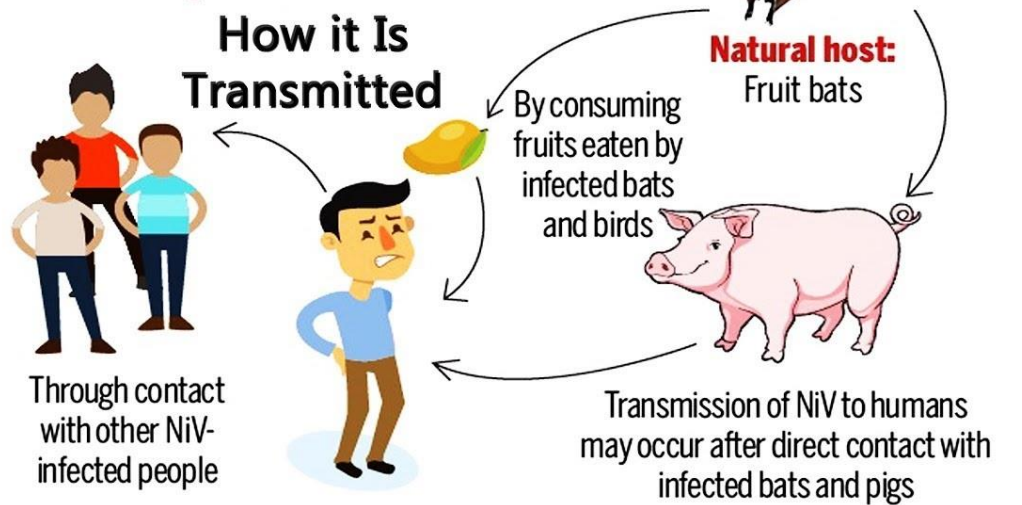 How it Is
Transmitted
Natural host:
Fruit bats
By consuming
fruits eaten by
infected bats
and birds
Through contact
with other NiV-
infected people
Transmission of NiV to humans
may occur after direct contact with
infected bats and pigs